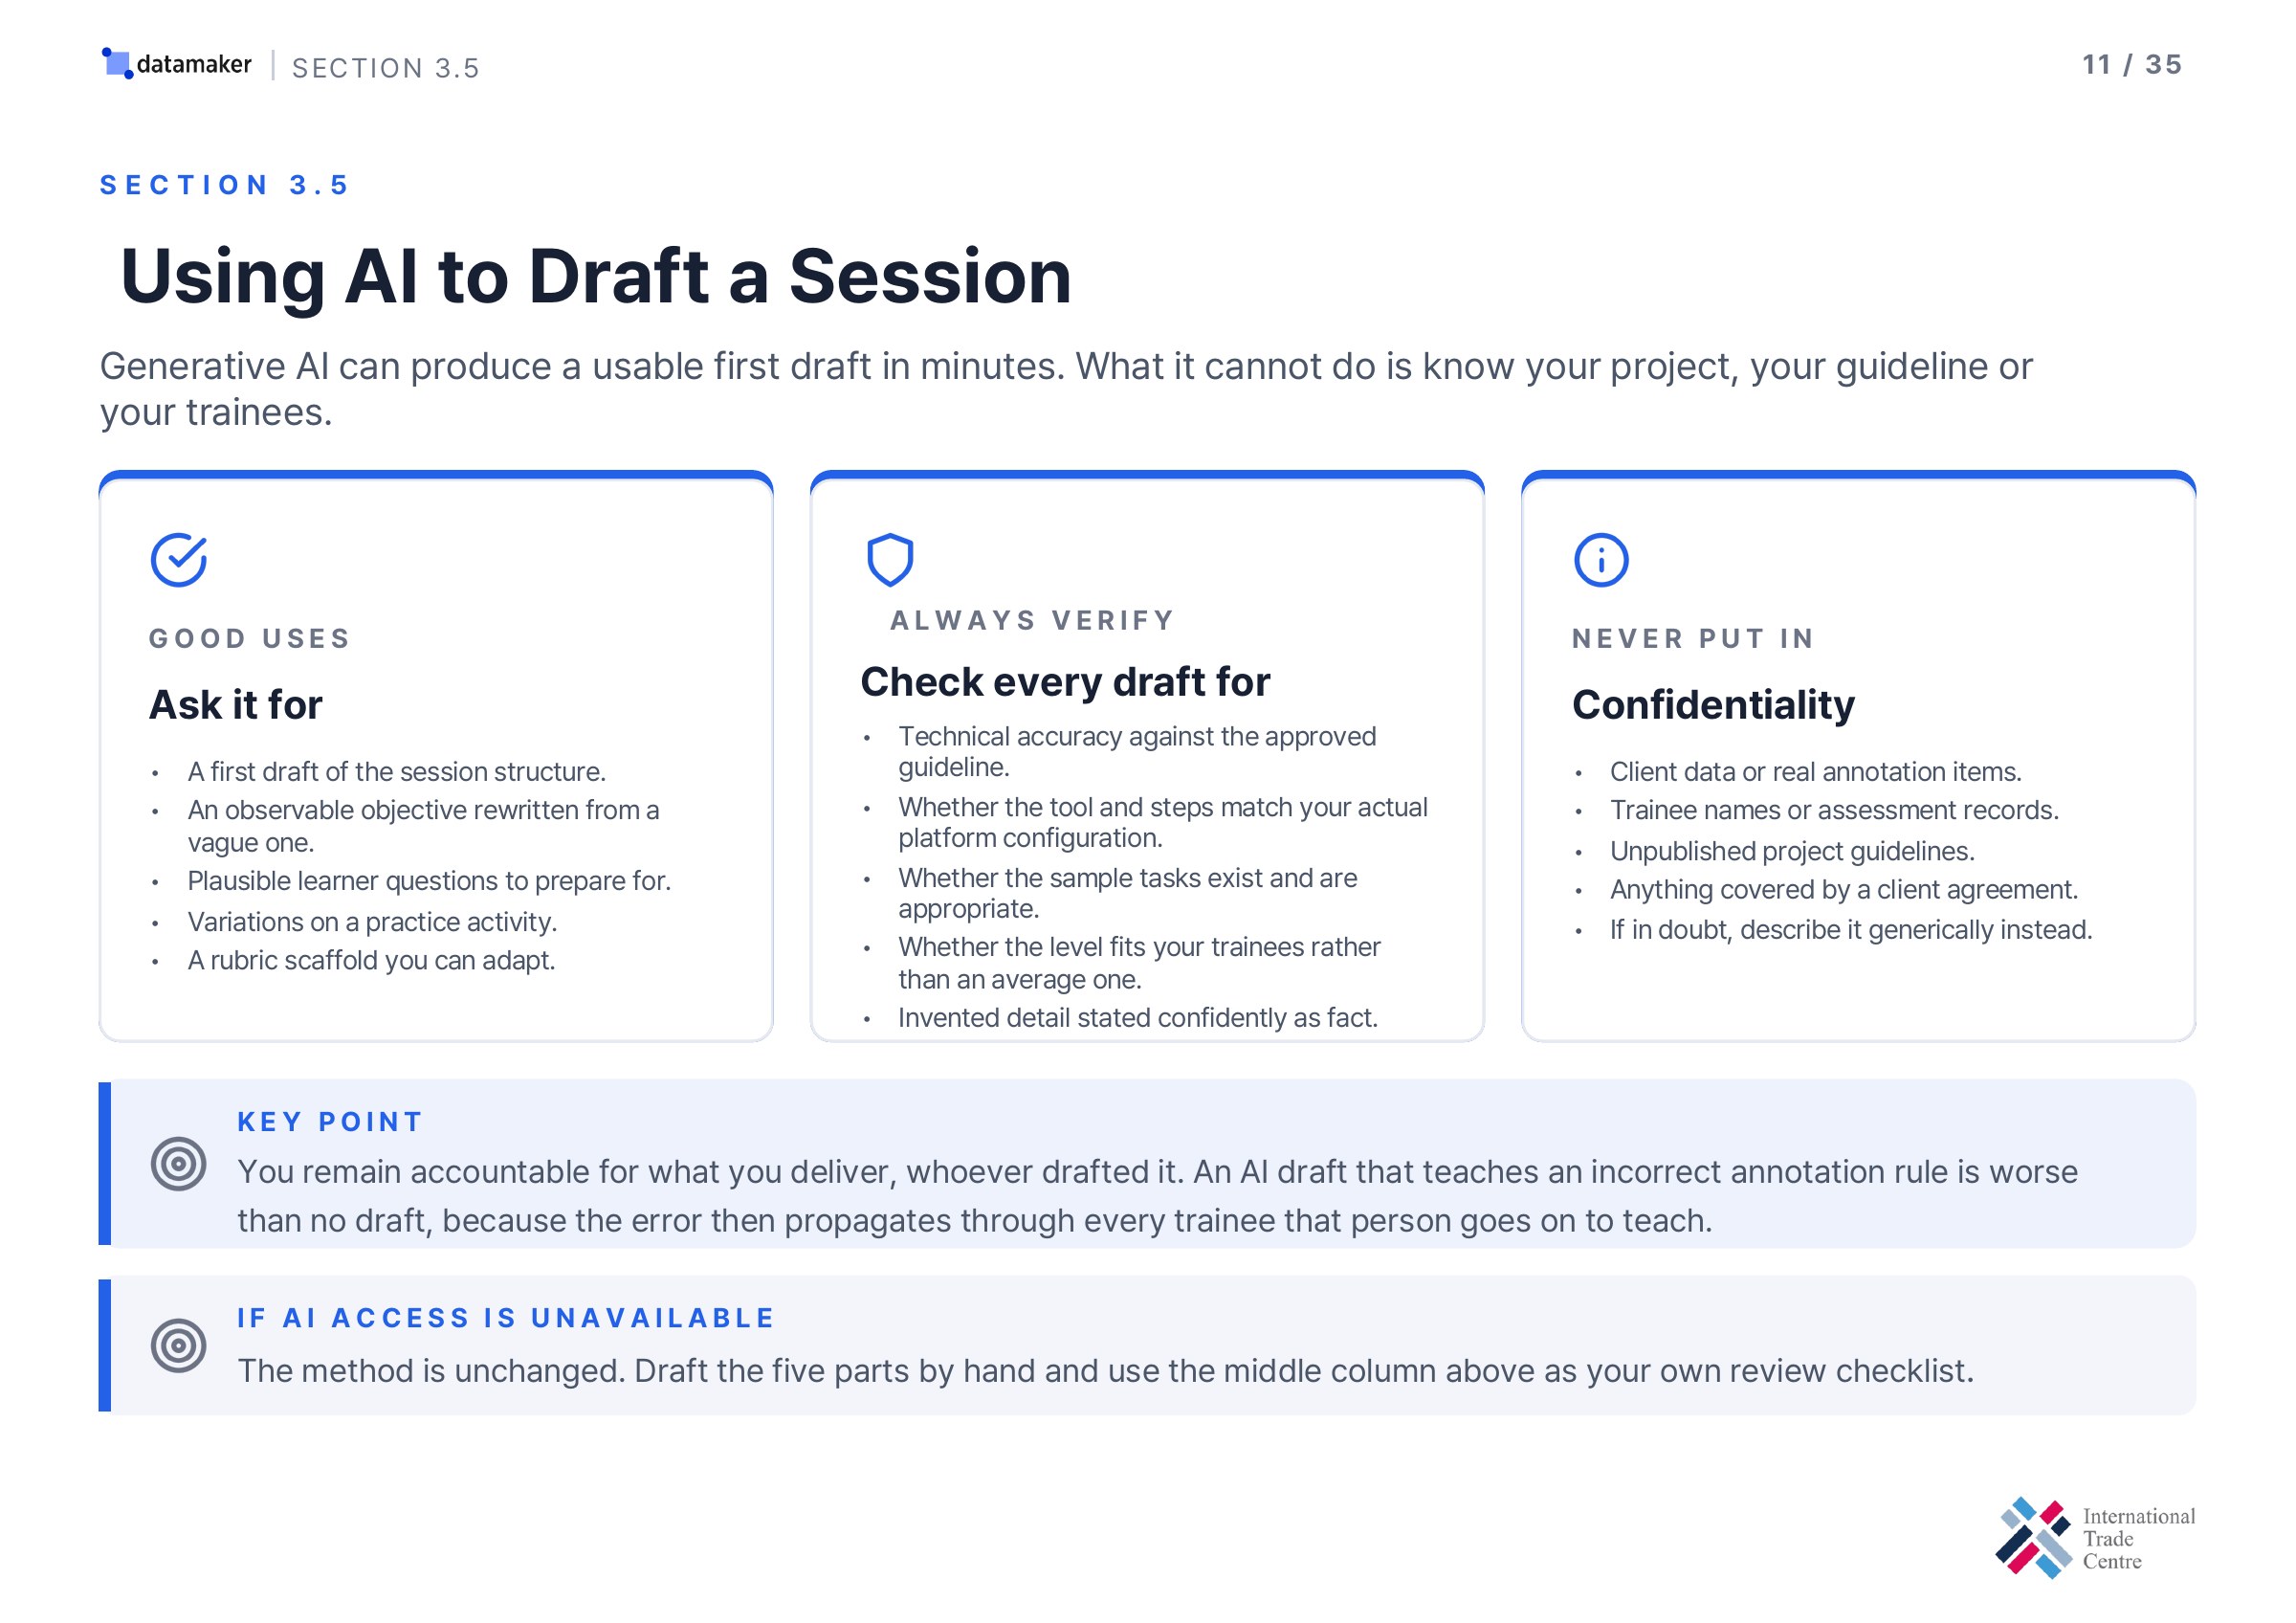 datamaker
SECTION 3.5
11 / 35
SECTION 3.5
Using AI to Draft a Session
Generative AI can produce a usable first draft in minutes. What it cannot do is know your project, your guideline or
your trainees.
GOOD USES
Ask it for
• A first draft of the session structure.
• An observable objective rewritten from a
vague one.
• Plausible learner questions to prepare for.
• Variations on a practice activity.
• A rubric scaffold you can adapt.
ALWAYS VERIFY
Check every draft for
• Technical accuracy against the approved
guideline.
• Whether the tool and steps match your actual
platform configuration.
• Whether the sample tasks exist and are
appropriate.
• Whether the level fits your trainees rather
than an average one.
• Invented detail stated confidently as fact.
NEVER PUT IN
Confidentiality
• Client data or real annotation items.
• Trainee names or assessment records.
• Unpublished project guidelines.
• Anything covered by a client agreement.
• If in doubt, describe it generically instead.
KEY POINT
You remain accountable for what you deliver, whoever drafted it. An AI draft that teaches an incorrect annotation rule is worse
than no draft, because the error then propagates through every trainee that person goes on to teach.
IF AI ACCESS IS UNAVAILABLE
The method is unchanged. Draft the five parts by hand and use the middle column above as your own review checklist.
International
Trade
Centre